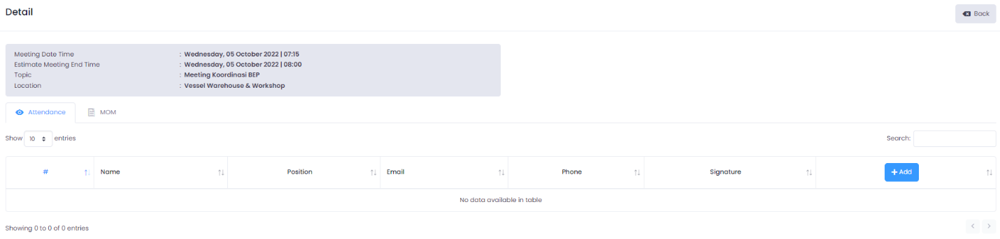 Detail
Back
Meeting Date Time : Wednesday, 05 October 2022 | 07:15
Estimate Meeting End Time : Wednesday, 05 October 2022 | 08:00
Topic : Meeting Koordinasi BEP
Location : Vessel Warehouse & Workshop
Attendance MOM
Show 10 entries Search:
# Name Position Email Phone Signature + Add
No data available in table
Showing 0 to 0 of 0 entries